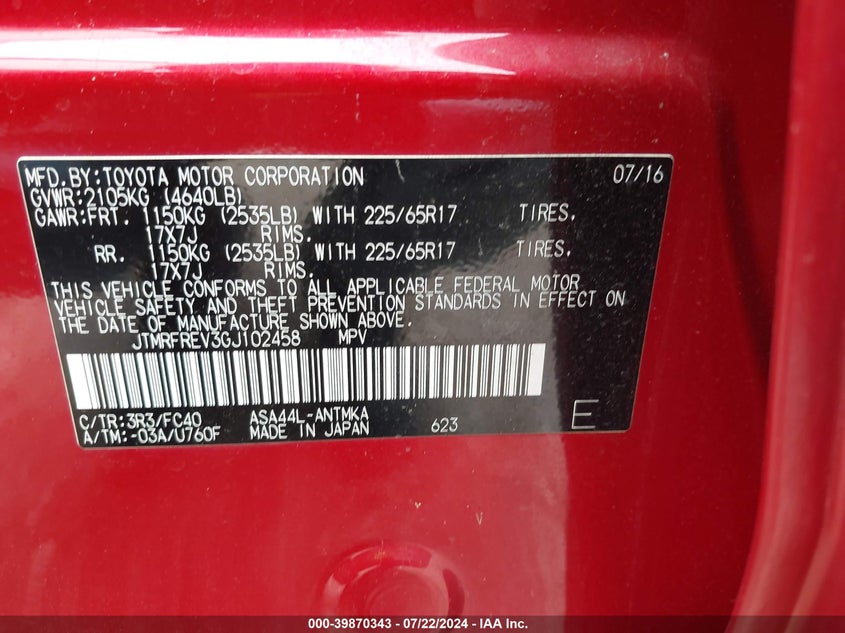 MFD.BY:TOYOTA MOTOR CORPORATION 07/16
GVWR:2105KG (4640LB)
GAWR:FRT. 1150KG (2535LB) WITH 225/65R17 TIRES.
17X7J RIMS.
RR. 1150KG (2535LB) WITH 225/65R17 TIRES.
17X7J RIMS.
THIS VEHICLE CONFORMS TO ALL APPLICABLE FEDERAL MOTOR
VEHICLE SAFETY AND THEFT PREVENTION STANDARDS IN EFFECT ON
THE DATE OF MANUFACTURE SHOWN ABOVE.
JTMRFREV3GJ102458 MPV
C/TR:3R3/FC40 ASA44L-ANTMKA
A/TM:-03A/U760F MADE IN JAPAN 623 E
000-39870343 / 07/22/2024 - IAA Inc.